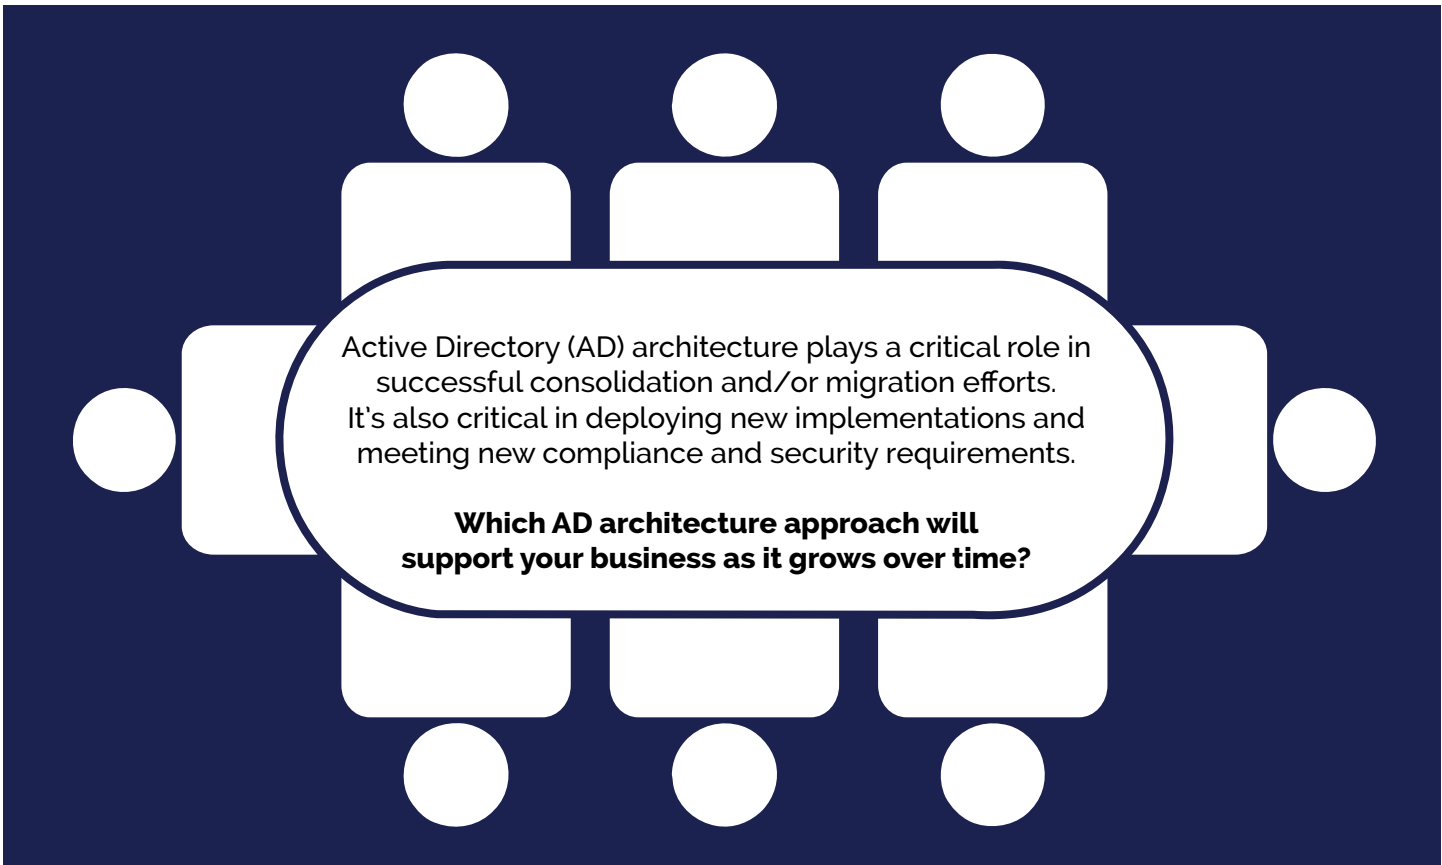 Active Directory (AD) architecture plays a critical role in
successful consolidation and/or migration efforts.
It's also critical in deploying new implementations and
meeting new compliance and security requirements.
Which AD architecture approach will
support your business as it grows over time?